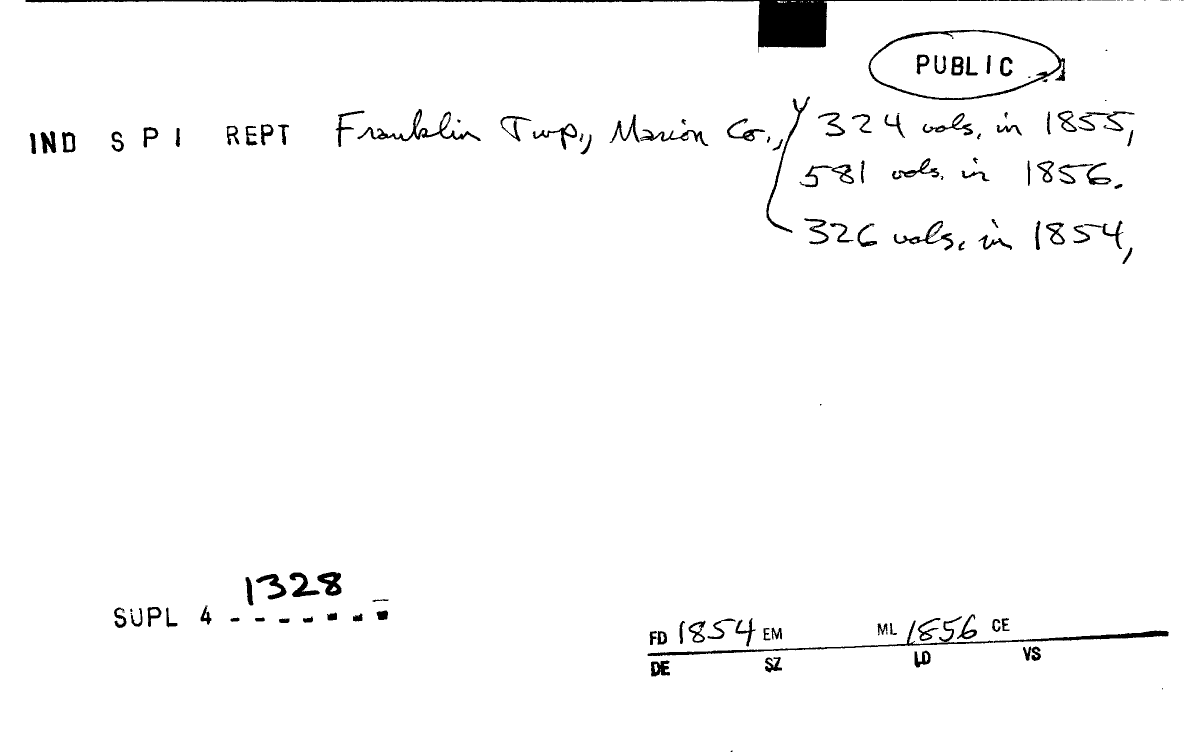 PUBLIC
IND S P I REPT Franklin Twp., Marion Co., 324 vols. in 1855,
581 vols. in 1856.
326 vols. in 1854,
1328
SUPL 4 - - - - - - -
FD 1854 EM ML 1856 CE
DE SZ LD VS